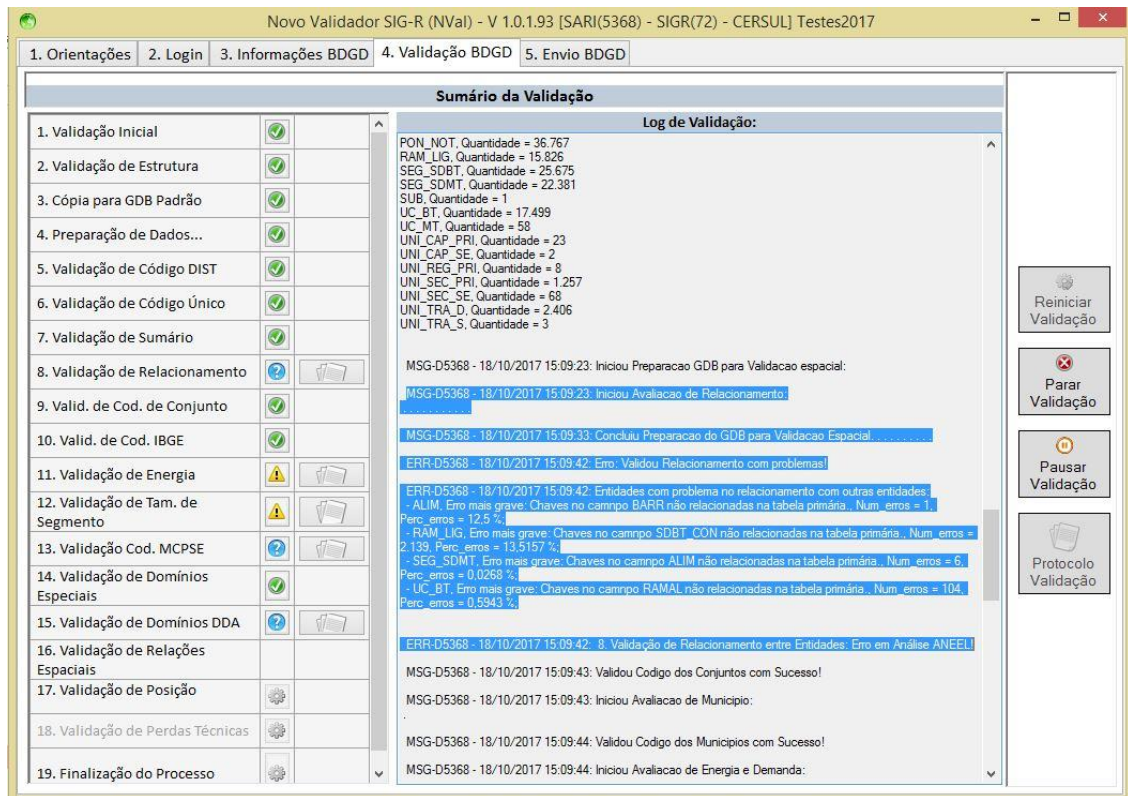 Novo Validador SIG-R (NVal) - V 1.0.1.93 [SARI(5368) - SIGR(72) - CERSUL] Testes2017
1. Orientações
2. Login
3. Informações BDGD
4. Validação BDGD
5. Envio BDGD
Sumário da Validação
1. Validação Inicial
2. Validação de Estrutura
3. Cópia para GDB Padrão
4. Preparação de Dados...
5. Validação de Código DIST
6. Validação de Código Único
7. Validação de Sumário
8. Validação de Relacionamento
9. Valid. de Cod. de Conjunto
10. Valid. de Cod. IBGE
11. Validação de Energia
12. Validação de Tam. de
Segmento
13. Validação Cod. MCPSE
14. Validação de Domínios
Especiais
15. Validação de Domínios DDA
16. Validação de Relações
Espaciais
17. Validação de Posição
18. Validação de Perdas Técnicas
19. Finalização do Processo
Log de Validação:
PON_NOT, Quantidade = 36.767
RAM_LIG, Quantidade = 15.826
SEG_SDBT, Quantidade = 25.675
SEG_SDMT, Quantidade = 22.381
SUB, Quantidade = 1
UC_BT, Quantidade = 17.499
UC_MT, Quantidade = 58
UNI_CAP_PRI, Quantidade = 23
UNI_CAP_SE, Quantidade = 2
UNI_REG_PRI, Quantidade = 8
UNI_SEC_PRI, Quantidade = 1.257
UNI_SEC_SE, Quantidade = 68
UNI_TRA_D, Quantidade = 2.406
UNI_TRA_S, Quantidade = 3
MSG-D5368 - 18/10/2017 15:09:23: Iniciou Preparacao GDB para Validacao espacial:
MSG-D5368 - 18/10/2017 15:09:23: Iniciou Avaliacao de Relacionamento:
. . . . . . . . . . .
MSG-D5368 - 18/10/2017 15:09:33: Concluiu Preparacao do GDB para Validacao Espacial. . . . . . . . . .
ERR-D5368 - 18/10/2017 15:09:42: Erro: Validou Relacionamento com problemas!
ERR-D5368 - 18/10/2017 15:09:42: Entidades com problema no relacionamento com outras entidades:
- ALIM, Erro mais grave: Chaves no camnpo BARR não relacionadas na tabela primária., Num_erros = 1,
Perc_erros = 12,5 %;
- RAM_LIG, Erro mais grave: Chaves no camnpo SDBT_CON não relacionadas na tabela primária., Num_erros =
2.139, Perc_erros = 13,5157 %;
- SEG_SDMT, Erro mais grave: Chaves no camnpo ALIM não relacionadas na tabela primária., Num_erros = 6,
Perc_erros = 0,0268 %;
- UC_BT, Erro mais grave: Chaves no camnpo RAMAL não relacionadas na tabela primária., Num_erros = 104,
Perc_erros = 0,5943 %;
ERR-D5368 - 18/10/2017 15:09:42: 8. Validação de Relacionamento entre Entidades: Erro em Análise ANEEL!
MSG-D5368 - 18/10/2017 15:09:43: Validou Codigo dos Conjuntos com Sucesso!
MSG-D5368 - 18/10/2017 15:09:43: Iniciou Avaliacao de Municipio:
.
MSG-D5368 - 18/10/2017 15:09:44: Validou Codigo dos Municipios com Sucesso!
MSG-D5368 - 18/10/2017 15:09:44: Iniciou Avaliacao de Energia e Demanda:
Reiniciar
Validação
Parar
Validação
Pausar
Validação
Protocolo
Validação